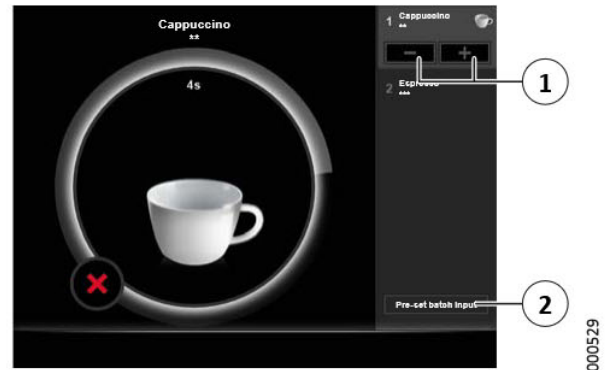 Cappuccino
**
4s
1 Cappuccino
**
− +
1
2 Espresso
***
Pre-set batch input
2
000529